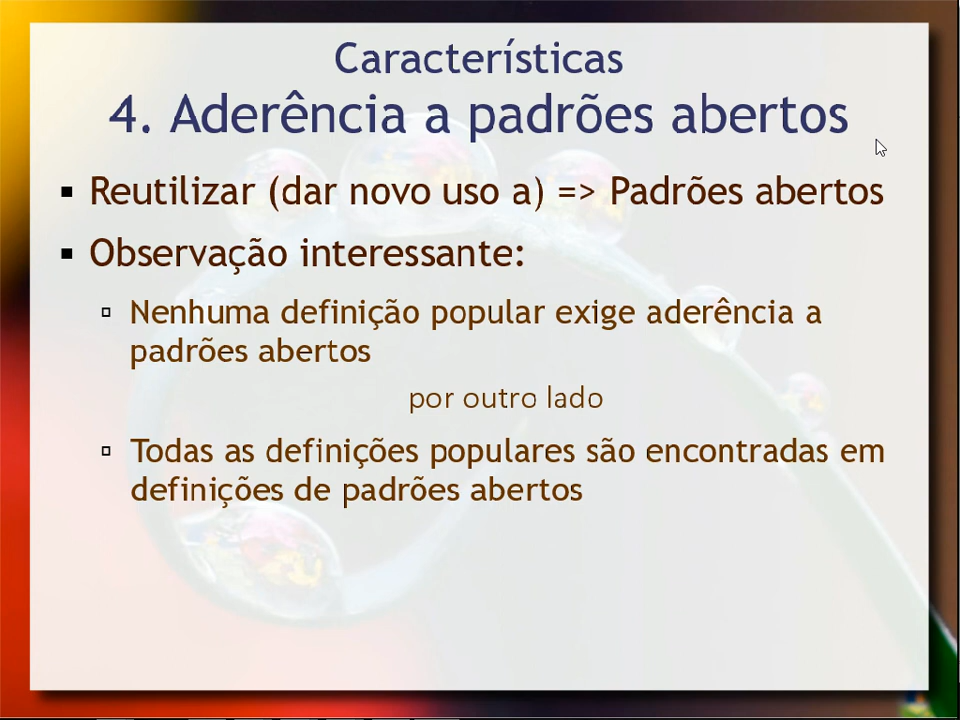 Características
4. Aderência a padrões abertos
Reutilizar (dar novo uso a) => Padrões abertos
Observação interessante:
Nenhuma definição popular exige aderência a
padrões abertos
por outro lado
Todas as definições populares são encontradas em
definições de padrões abertos